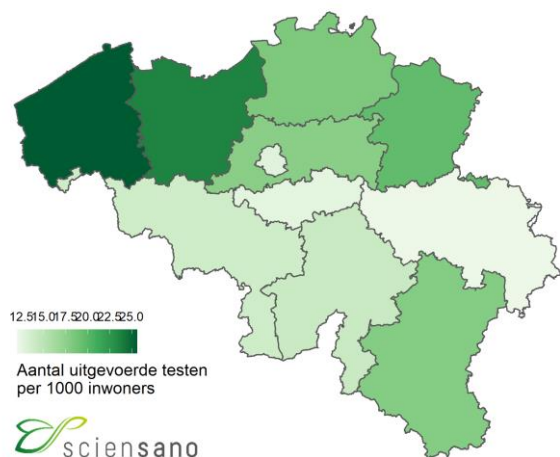 12.515.017.520.022.525.0
Aantal uitgevoerde testen
per 1000 inwoners
sciensano